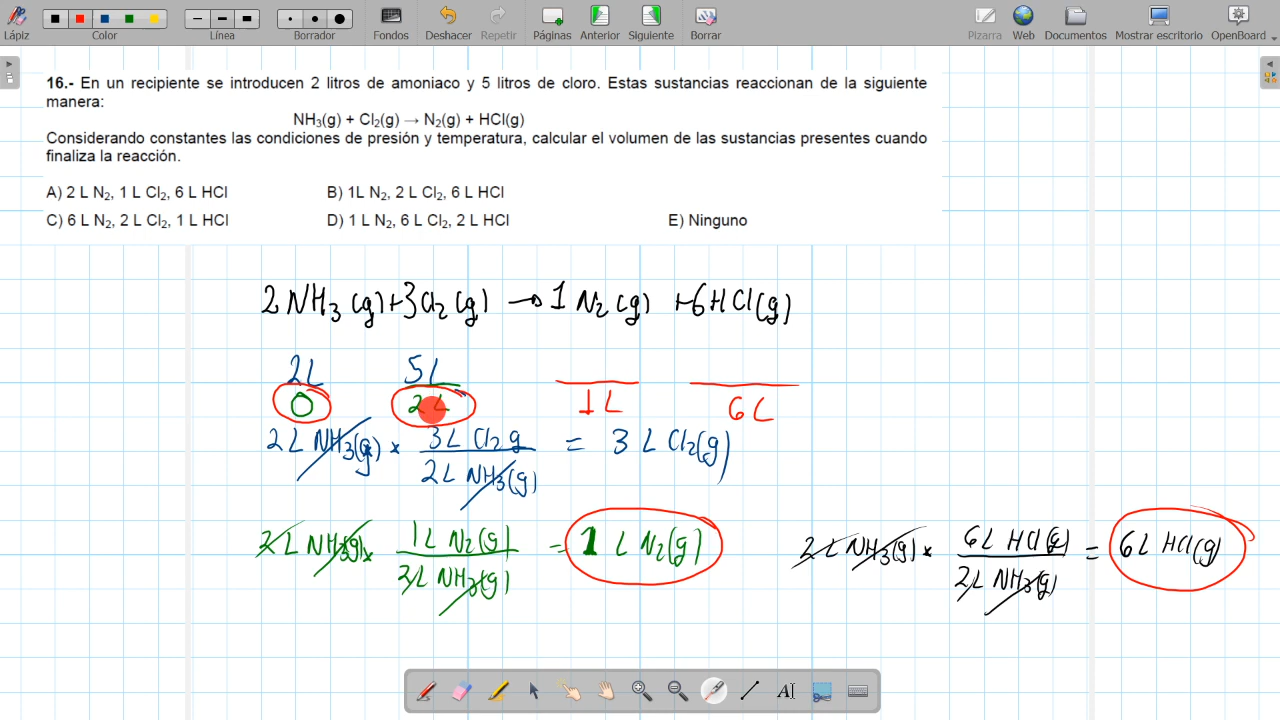 Lápiz Color Línea Borrador Fondos Deshacer Repetir Páginas Anterior Siguiente Borrar Pizarra Web Documentos Mostrar escritorio OpenBoard
16.- En un recipiente se introducen 2 litros de amoniaco y 5 litros de cloro. Estas sustancias reaccionan de la siguiente
manera:
NH₃(g) + Cl₂(g) → N₂(g) + HCl(g)
Considerando constantes las condiciones de presión y temperatura, calcular el volumen de las sustancias presentes cuando
finaliza la reacción.
A) 2 L N₂, 1 L Cl₂, 6 L HCl B) 1L N₂, 2 L Cl₂, 6 L HCl
C) 6 L N₂, 2 L Cl₂, 1 L HCl D) 1 L N₂, 6 L Cl₂, 2 L HCl E) Ninguno
2 NH₃ (g) + 3 Cl₂ (g) → 1 N₂ (g) + 6 HCl (g)
2L 5L
0 2L 1L 6L
2L NH₃(g) * 3L Cl₂ g / 2L NH₃(g) = 3 L Cl₂(g)
2L NH₃(g) * 1L N₂(g) / 2L NH₃(g) = 1 L N₂(g) 2L NH₃(g) * 6L HCl(g) / 2L NH₃(g) = 6L HCl(g)